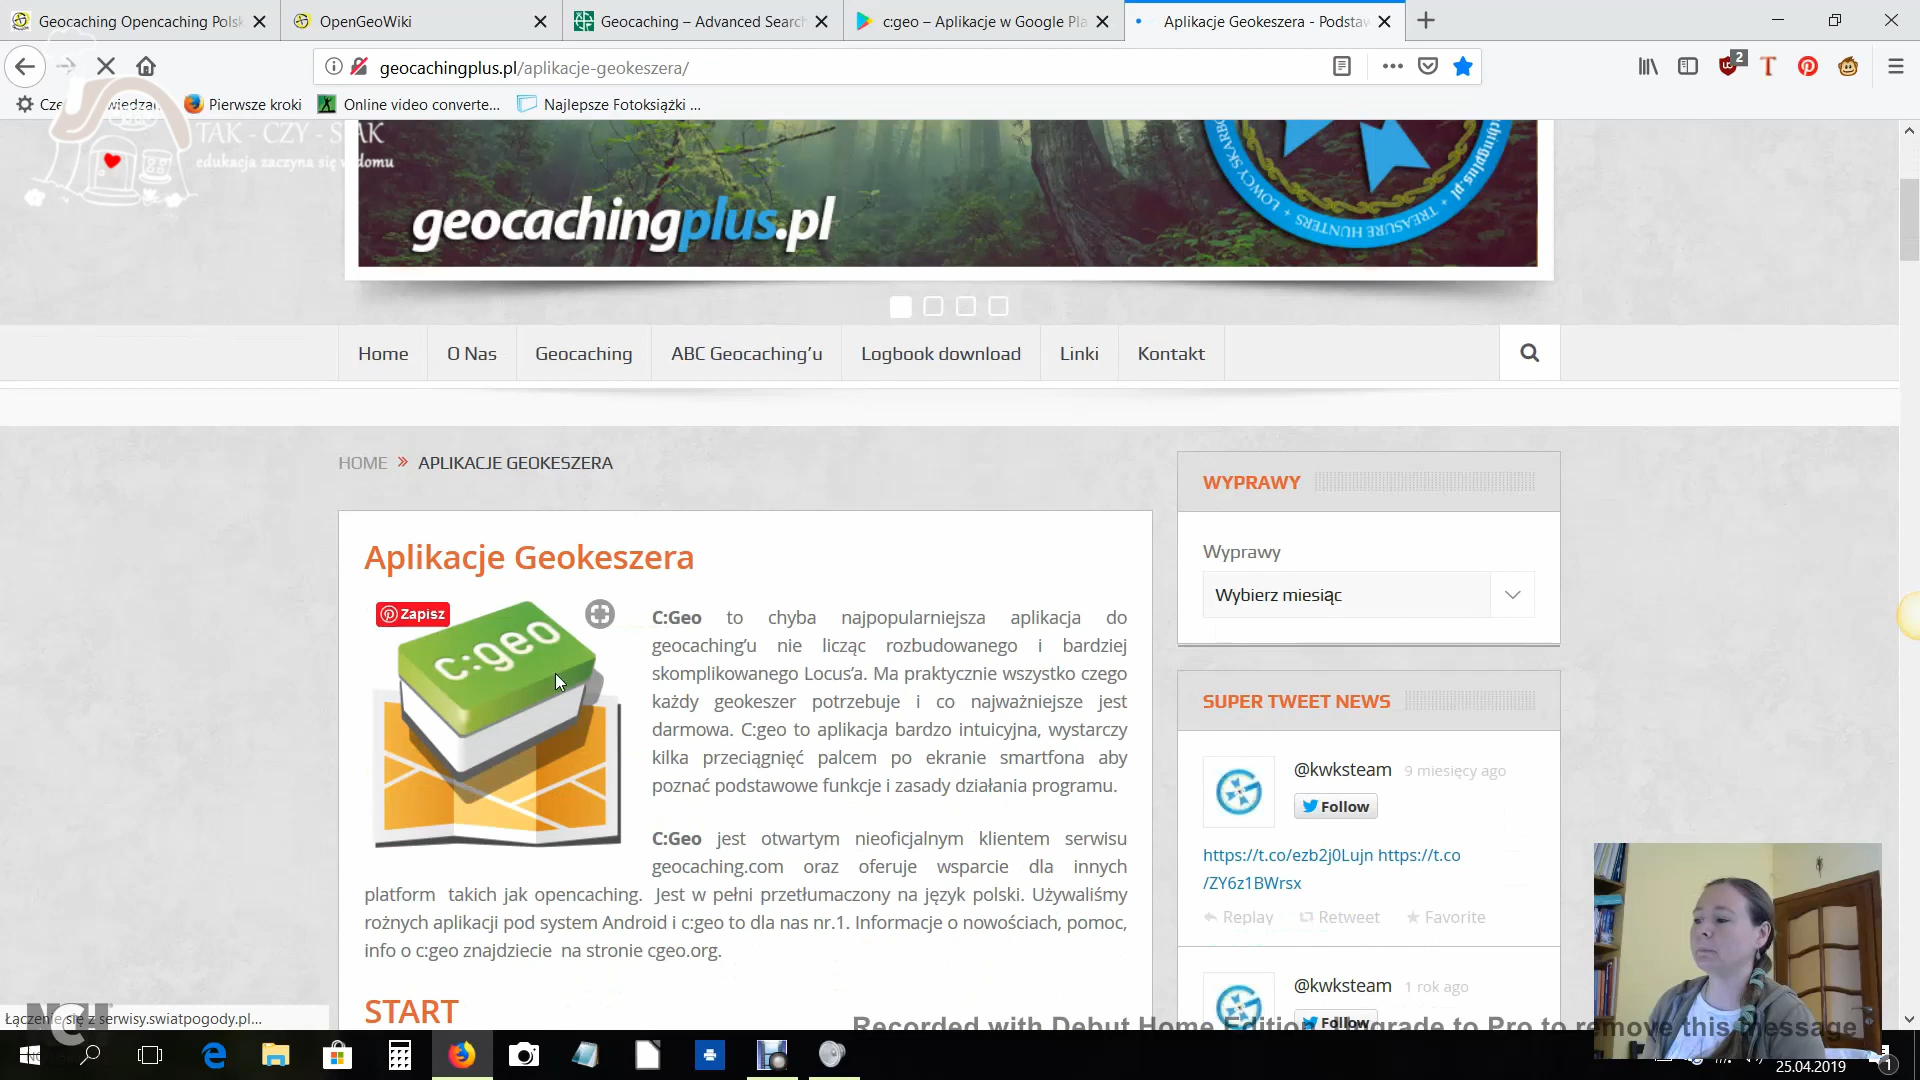 Geocaching Opencaching Polsk
OpenGeoWiki
Geocaching – Advanced Search
c:geo – Aplikacje w Google Pla
Aplikacje Geokeszera - Podstaw
geocachingplus.pl/aplikacje-geokeszera/
2
Pierwsze kroki
Online video converte...
Najlepsze Fotoksiążki ...
TAK - CZY - SIAK
edukacja zaczyna się w domu
geocachingplus.pl
TREASURE HUNTERS
Home
O Nas
Geocaching
ABC Geocaching'u
Logbook download
Linki
Kontakt
HOME » APLIKACJE GEOKESZERA
Aplikacje Geokeszera
Zapisz
c:geo
C:Geo to chyba najpopularniejsza aplikacja do
geocaching'u nie licząc rozbudowanego i bardziej
skomplikowanego Locus'a. Ma praktycznie wszystko czego
każdy geokeszer potrzebuje i co najważniejsze jest
darmowa. C:geo to aplikacja bardzo intuicyjna, wystarczy
kilka przeciągnięć palcem po ekranie smartfona aby
poznać podstawowe funkcje i zasady działania programu.
C:Geo jest otwartym nieoficjalnym klientem serwisu
geocaching.com oraz oferuje wsparcie dla innych
platform takich jak opencaching. Jest w pełni przetłumaczony na język polski. Używaliśmy
rożnych aplikacji pod system Android i c:geo to dla nas nr.1. Informacje o nowościach, pomoc,
info o c:geo znajdziecie na stronie cgeo.org.
START
WYPRAWY
Wyprawy
Wybierz miesiąc
SUPER TWEET NEWS
@kwksteam 9 miesięcy ago
Follow
https://t.co/ezb2j0Lujn https://t.co
/ZY6z1BWrsx
Replay Retweet Favorite
@kwksteam 1 rok ago
Follow
Łączenie się z serwisy.swiatpogody.pl...
NCH
Recorded with Debut Home Edition. Upgrade to Pro to remove this message
25.04.2019
1